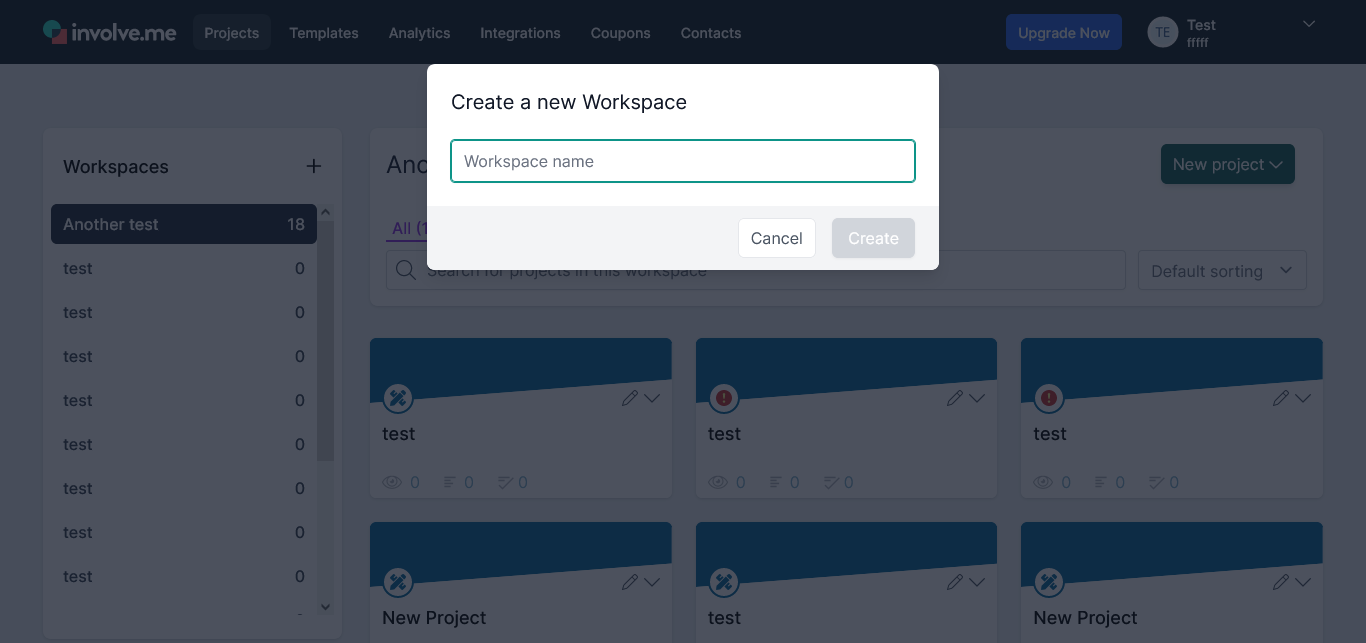 involve.me Projects Templates Analytics Integrations Coupons Contacts Upgrade Now TE Test
fffff
Create a new Workspace
Workspace name
Cancel Create
Workspaces +
Another test 18
test 0
test 0
test 0
test 0
test 0
test 0
test 0
test 0
New project
All (1
Search for projects in this workspace Default sorting
test
0 0 0
test
0 0 0
test
0 0 0
New Project
test
New Project